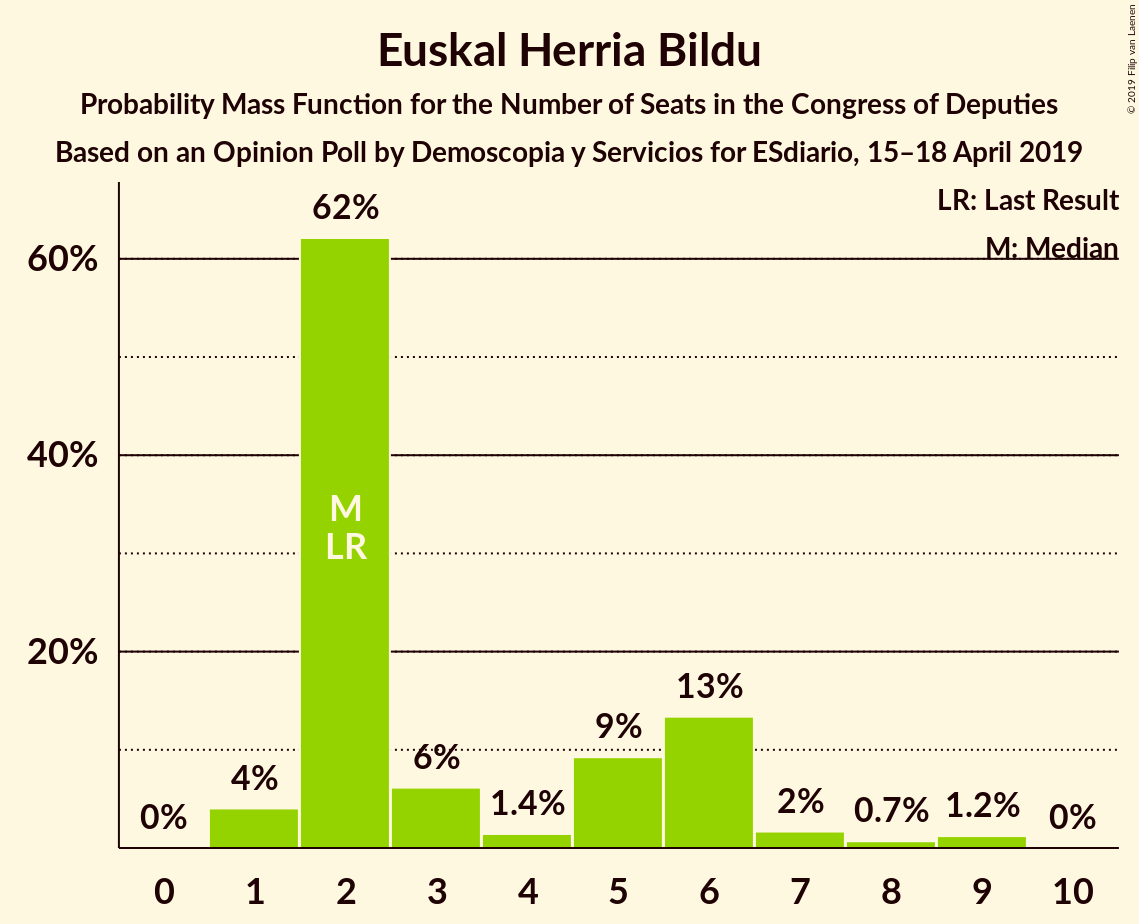 Euskal Herria Bildu
Probability Mass Function for the Number of Seats in the Congress of Deputies
Based on an Opinion Poll by Demoscopia y Servicios for ESdiario, 15–18 April 2019
© 2019 Filip van Laenen
LR: Last Result
M: Median
60%
40%
20%
0%
4%
62%
M
LR
6%
1.4%
9%
13%
2%
0.7%
1.2%
0%
0 1 2 3 4 5 6 7 8 9 10